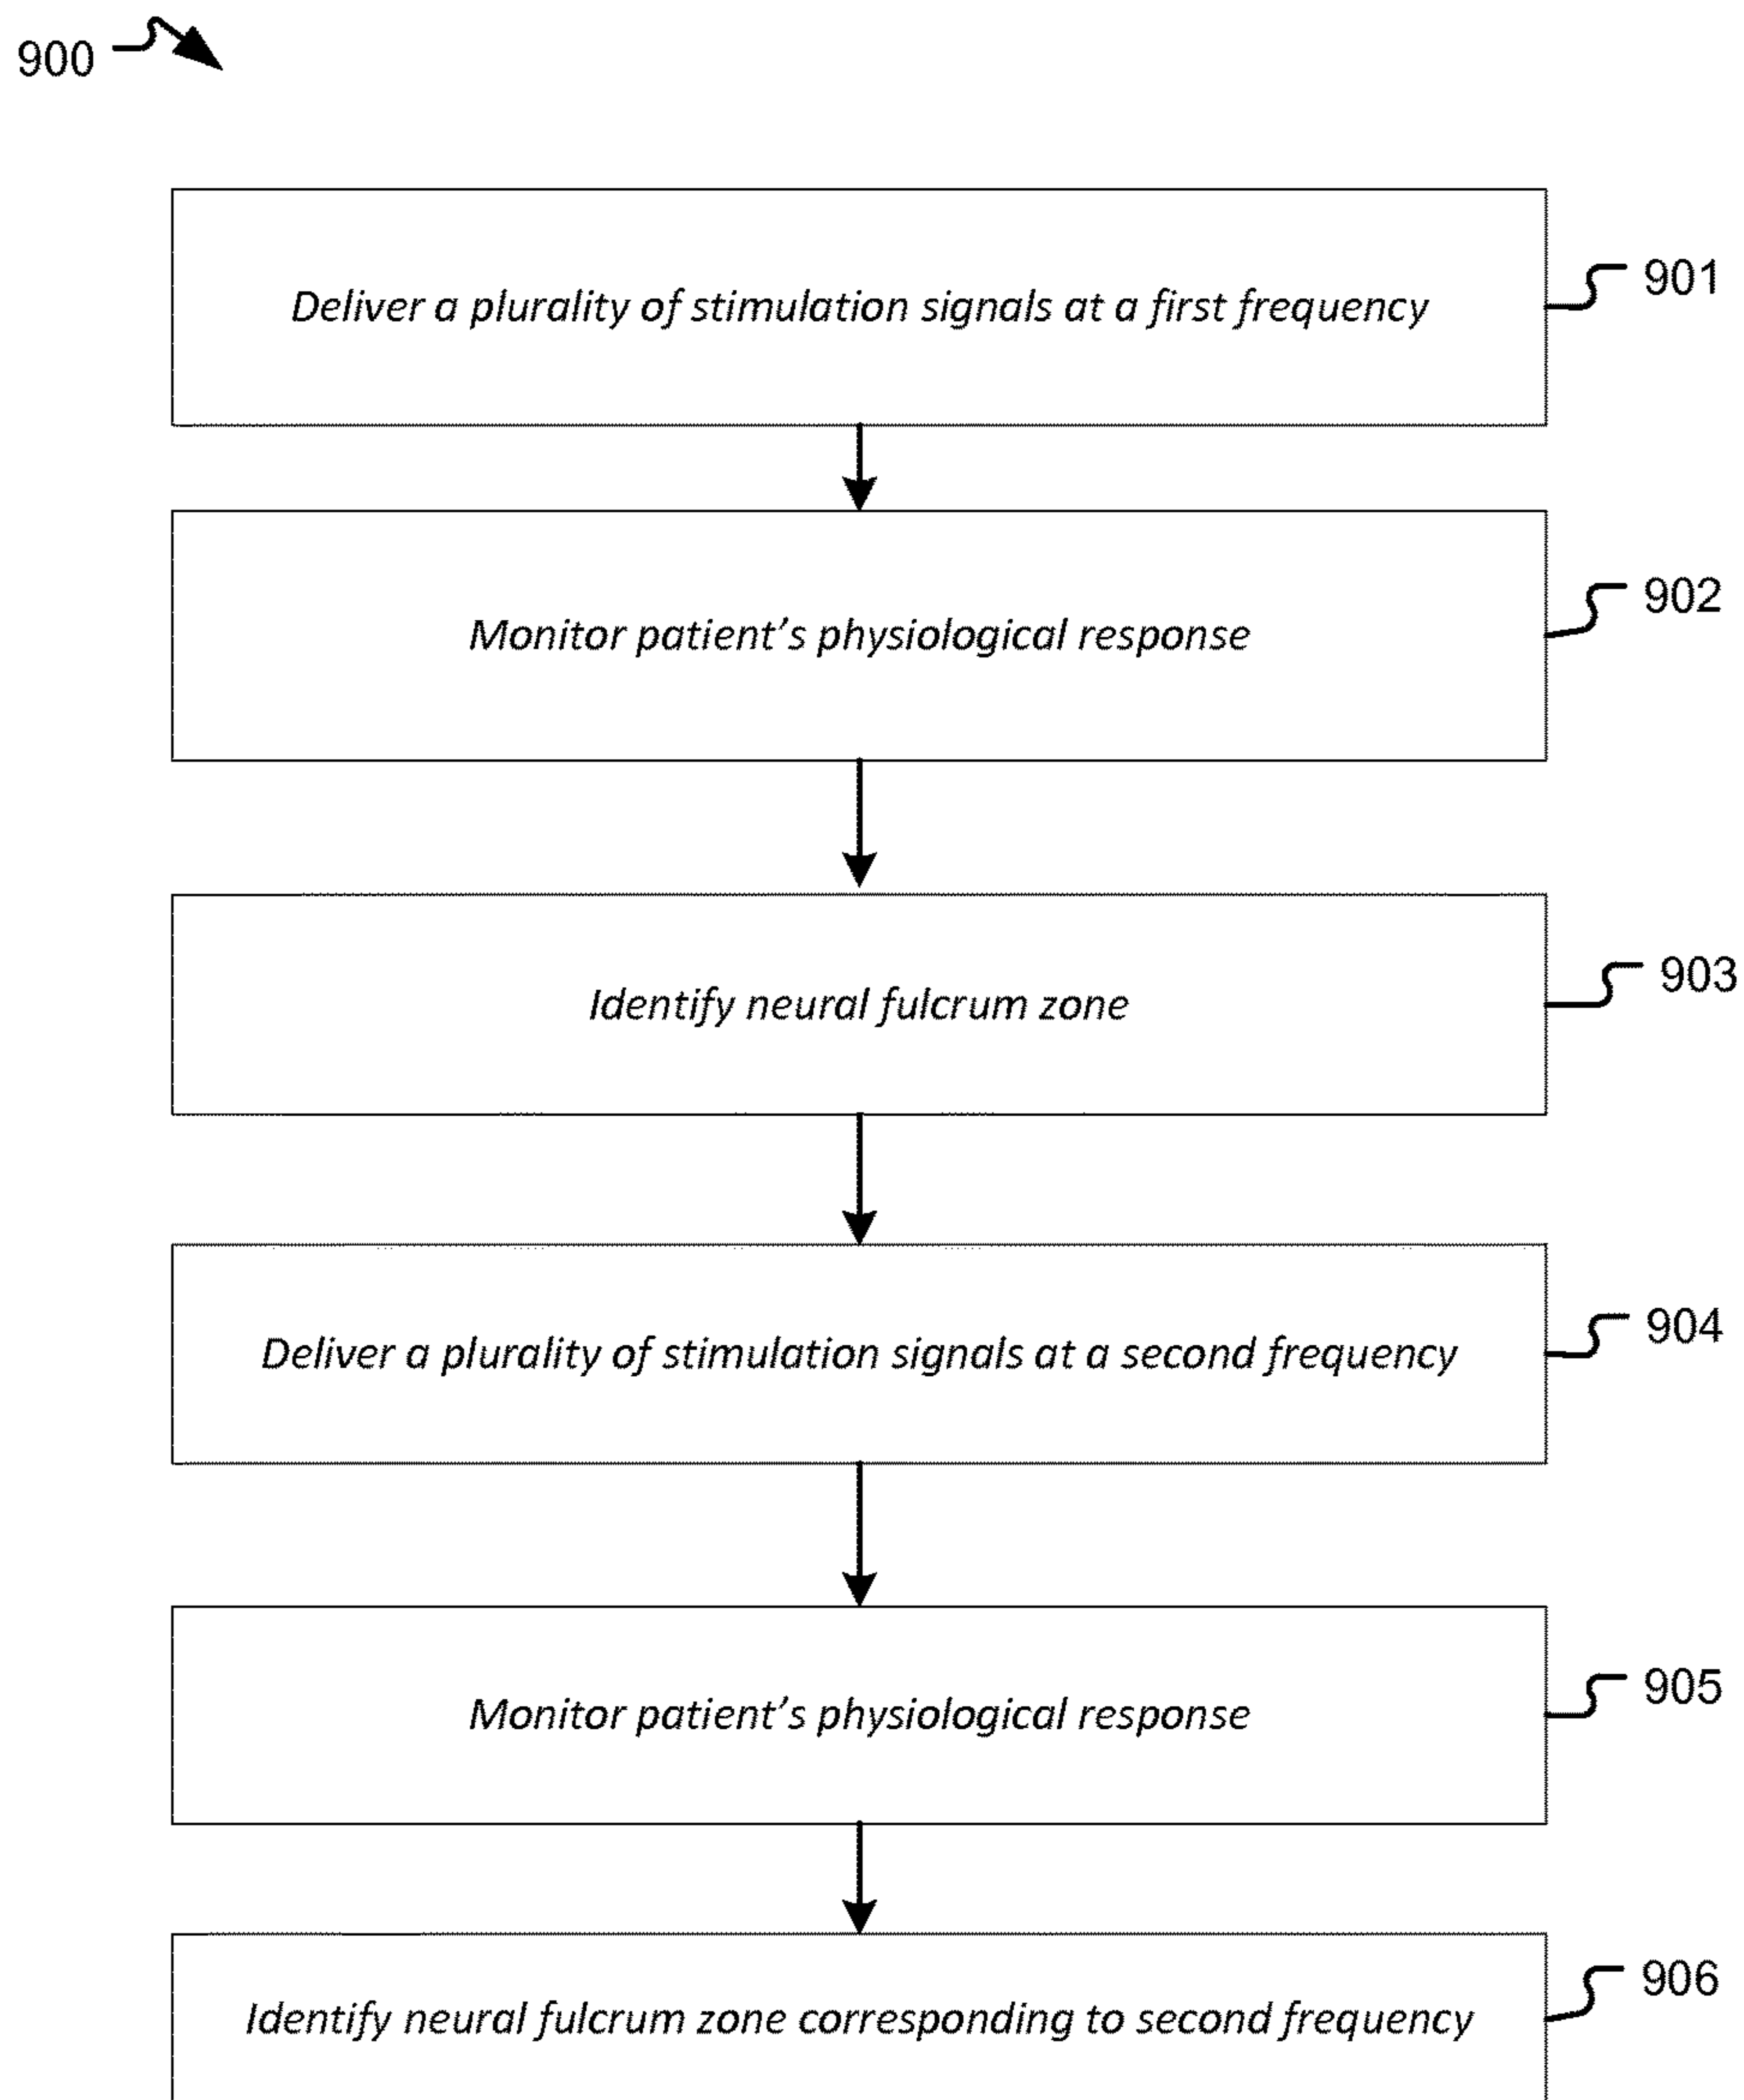 900
Deliver a plurality of stimulation signals at a first frequency
901
Monitor patient's physiological response
902
Identify neural fulcrum zone
903
Deliver a plurality of stimulation signals at a second frequency
904
Monitor patient's physiological response
905
Identify neural fulcrum zone corresponding to second frequency
906